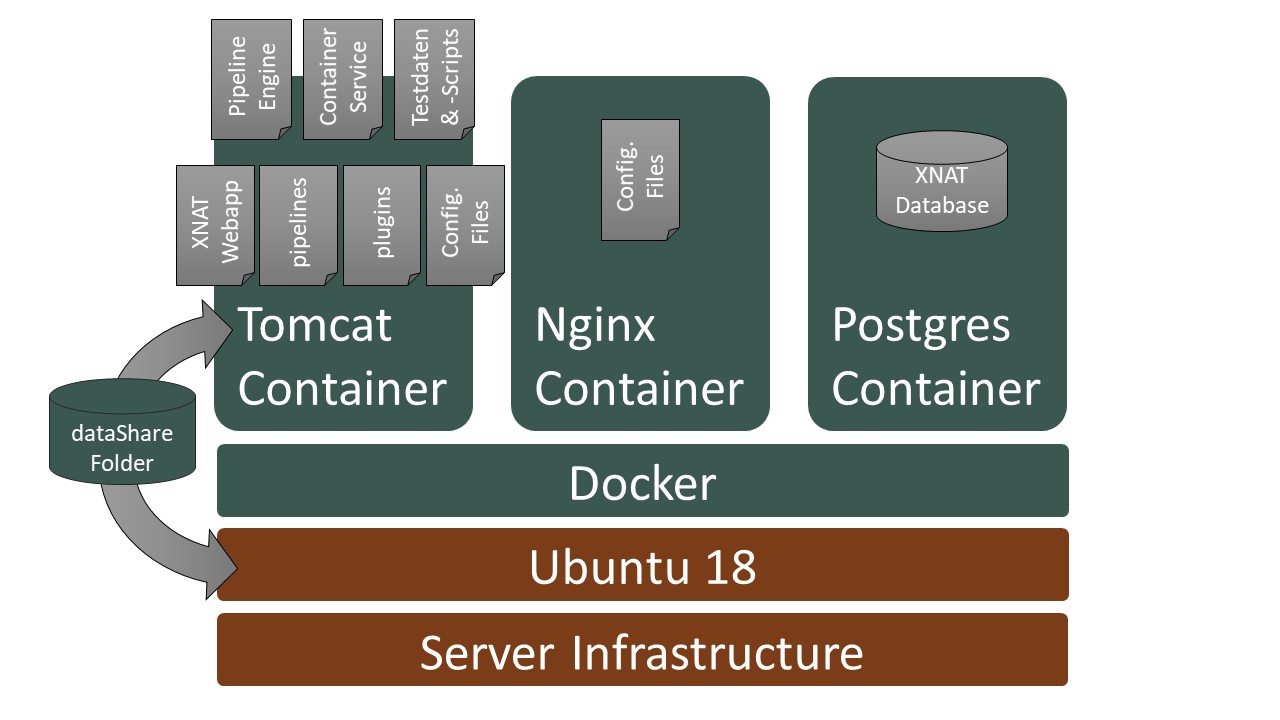 Pipeline
Engine
Container
Service
Testdaten
& -Scripts
XNAT
Webapp
pipelines
plugins
Config.
Files
Tomcat
Container
Config.
Files
Nginx
Container
XNAT
Database
Postgres
Container
dataShare
Folder
Docker
Ubuntu 18
Server Infrastructure